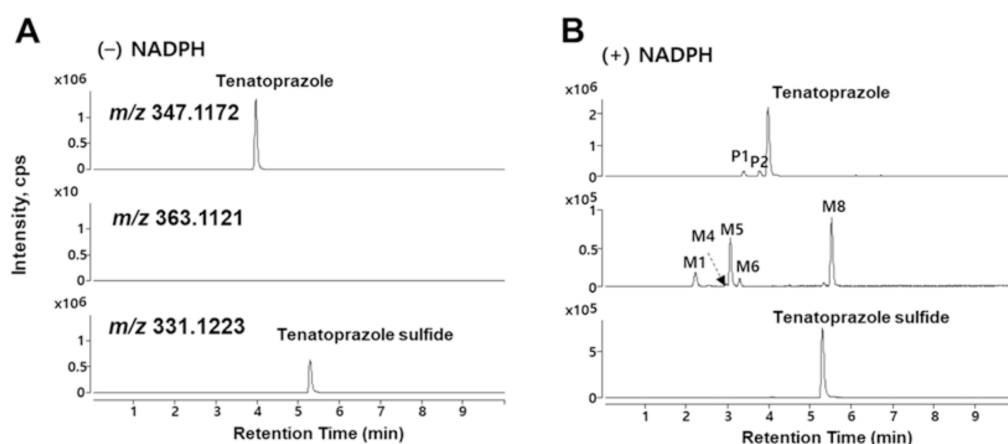 A
(−) NADPH
x10⁶
Tenatoprazole
m/z 347.1172
1
0.5
0
x10
m/z 363.1121
1
0.5
0
x10⁶
m/z 331.1223
Tenatoprazole sulfide
1
0.5
0
1 2 3 4 5 6 7 8 9
Retention Time (min)
Intensity, cps
B
(+) NADPH
x10⁶
Tenatoprazole
2
1
0
P1 P2
x10⁵
1
0.5
0
M1 M4 M5 M6 M8
x10⁵
Tenatoprazole sulfide
5
0
1 2 3 4 5 6 7 8 9
Retention Time (min)